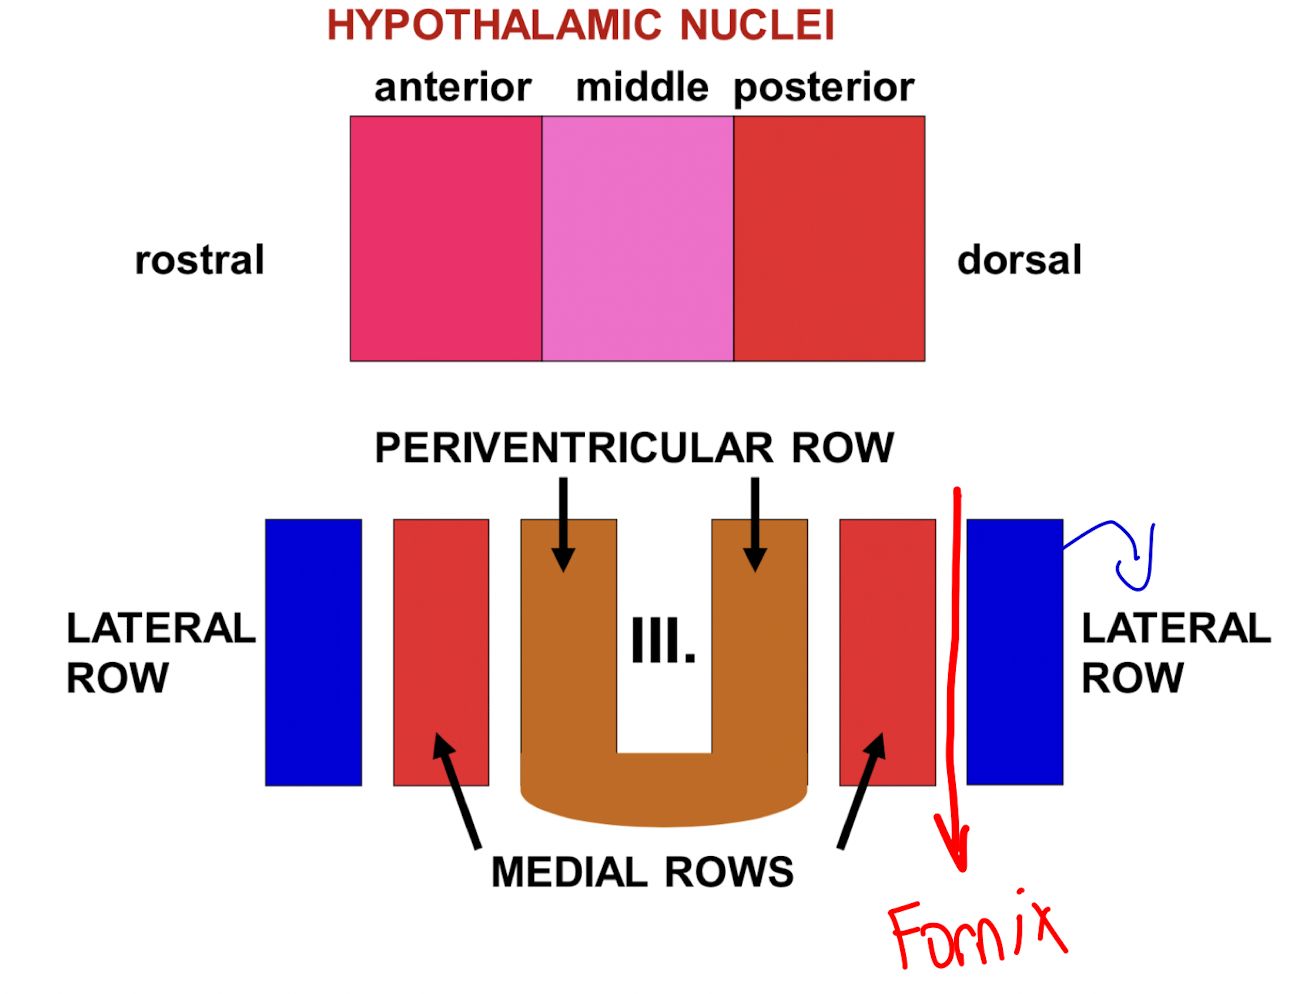 HYPOTHALAMIC NUCLEI
anterior middle posterior
rostral
dorsal
PERIVENTRICULAR ROW
LATERAL
ROW
III.
LATERAL
ROW
MEDIAL ROWS
Fornix